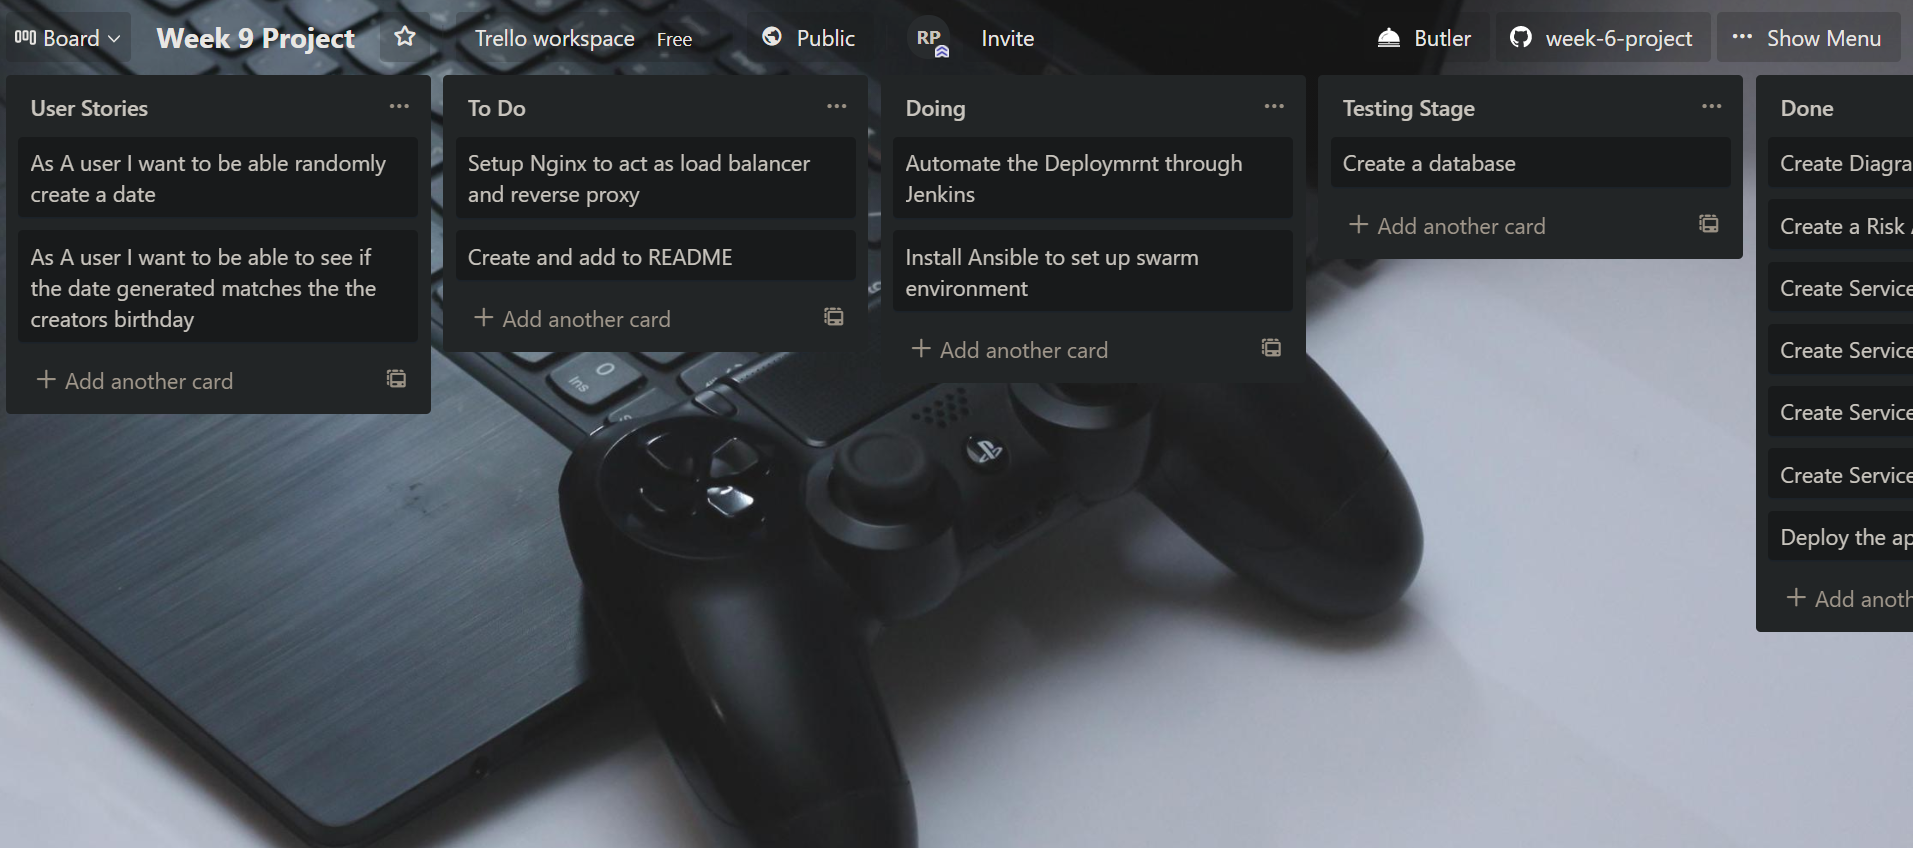 Board
Week 9 Project
Trello workspace Free
Public
RP
Invite
Butler
week-6-project
Show Menu
User Stories
As A user I want to be able randomly
create a date
As A user I want to be able to see if
the date generated matches the the
creators birthday
Add another card
To Do
Setup Nginx to act as load balancer
and reverse proxy
Create and add to README
Add another card
Doing
Automate the Deploymrnt through
Jenkins
Install Ansible to set up swarm
environment
Add another card
Testing Stage
Create a database
Add another card
Done
Create Diagra
Create a Risk
Create Service
Create Service
Create Service
Create Service
Deploy the ap
Add anoth
0
Ins